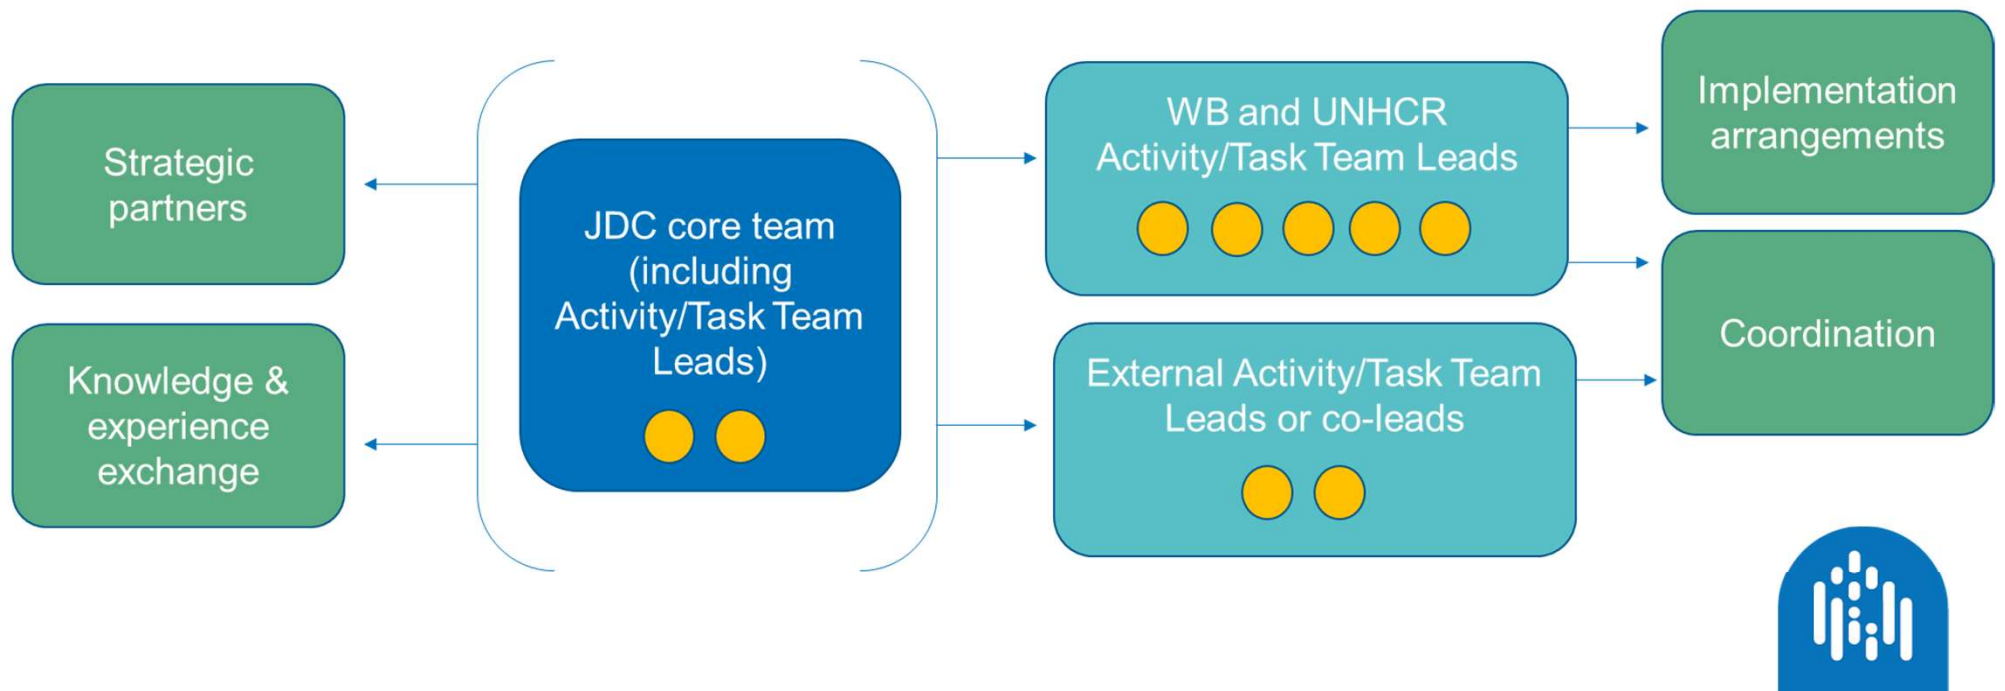 Strategic
partners
Knowledge &
experience
exchange
JDC core team
(including
Activity/Task Team
Leads)
WB and UNHCR
Activity/Task Team Leads
External Activity/Task Team
Leads or co-leads
Implementation
arrangements
Coordination